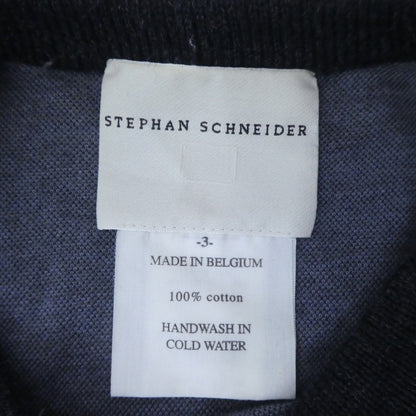 STEPHAN SCHNEIDER
-3-
MADE IN BELGIUM
100% cotton
HANDWASH IN
COLD WATER